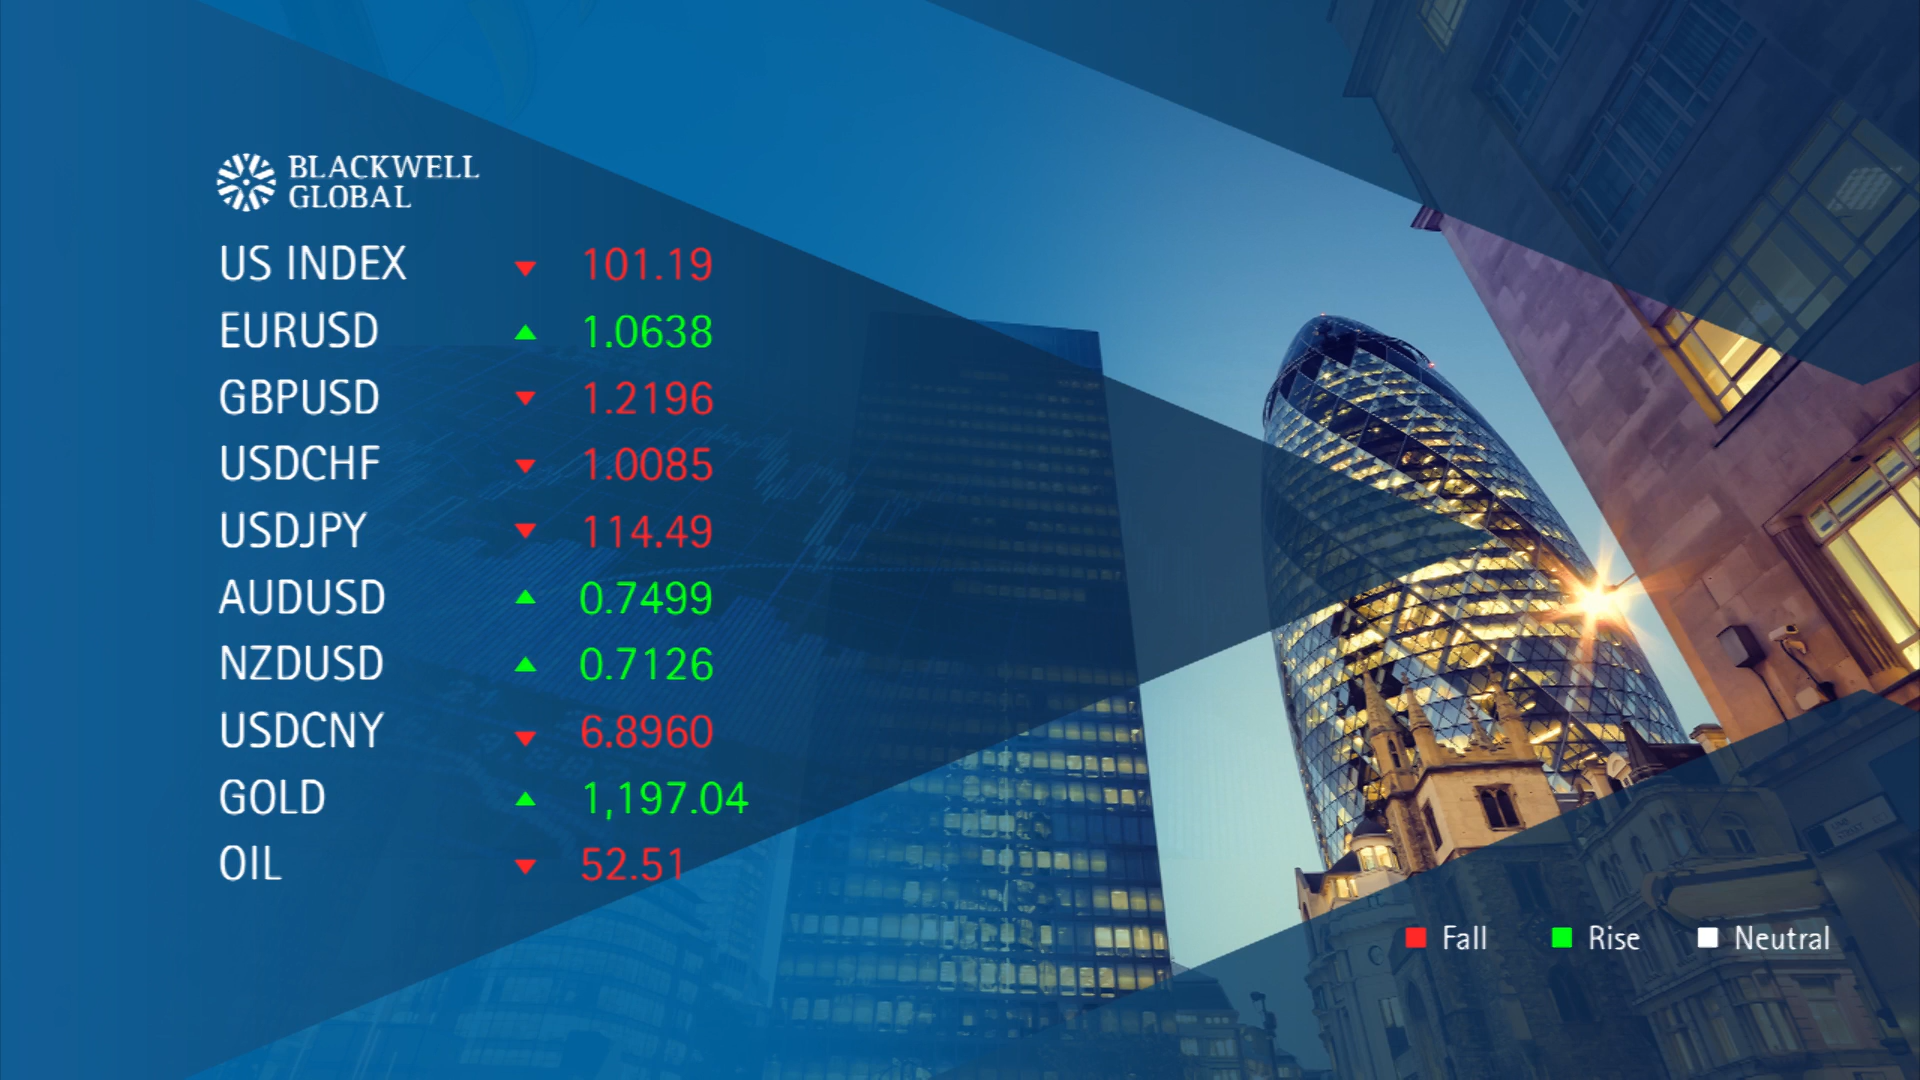 BLACKWELL
GLOBAL
US INDEX ▼ 101.19
EURUSD ▲ 1.0638
GBPUSD ▼ 1.2196
USDCHF ▼ 1.0085
USDJPY ▼ 114.49
AUDUSD ▲ 0.7499
NZDUSD ▲ 0.7126
USDCNY ▼ 6.8960
GOLD ▲ 1,197.04
OIL ▼ 52.51
Fall Rise Neutral